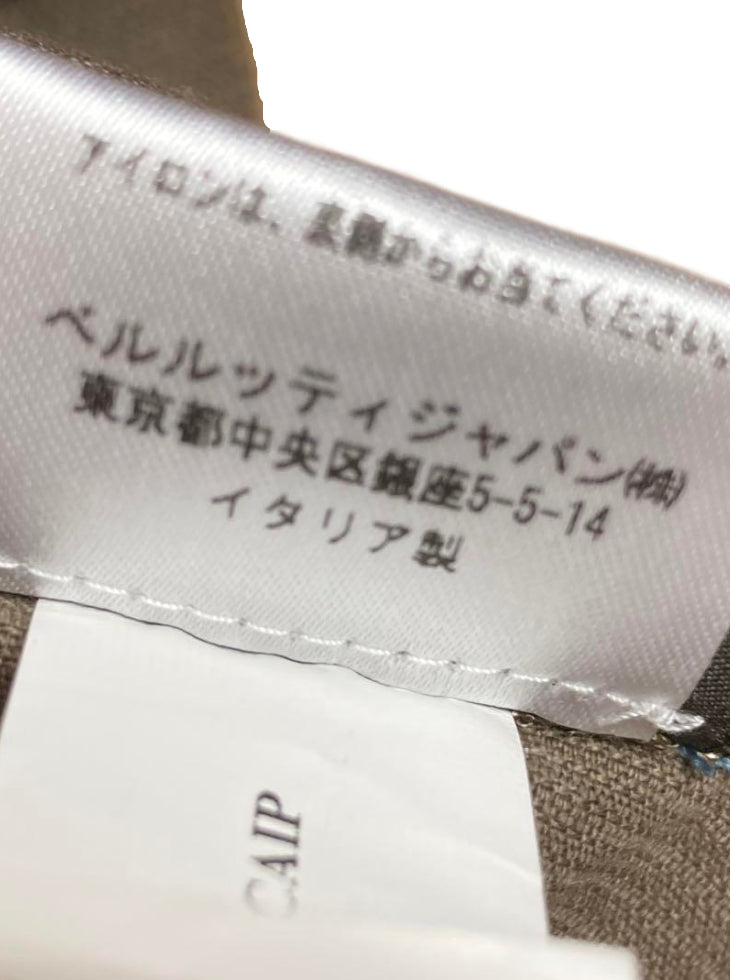 アイロンは、裏側からお当てください。
ベルルッティジャパン㈱
東京都中央区銀座5-5-14
イタリア製
CAIP